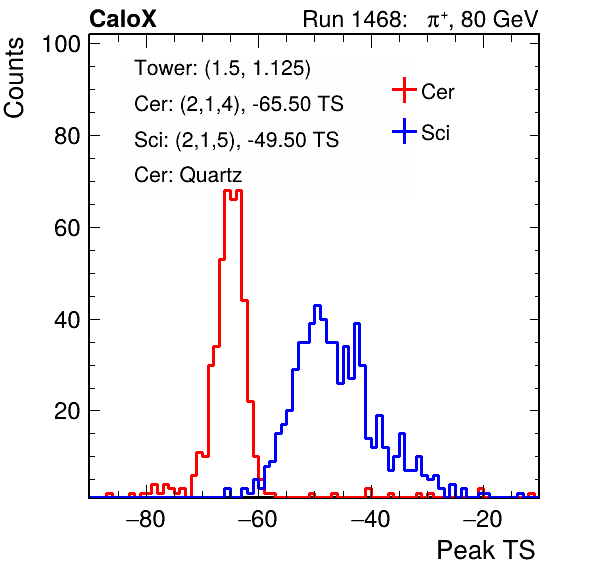 CaloX Run 1468: π⁺, 80 GeV
Counts
100
80
60
40
20
Tower: (1.5, 1.125)
Cer: (2,1,4), -65.50 TS
Sci: (2,1,5), -49.50 TS
Cer: Quartz
Cer
Sci
−80 −60 −40 −20
Peak TS